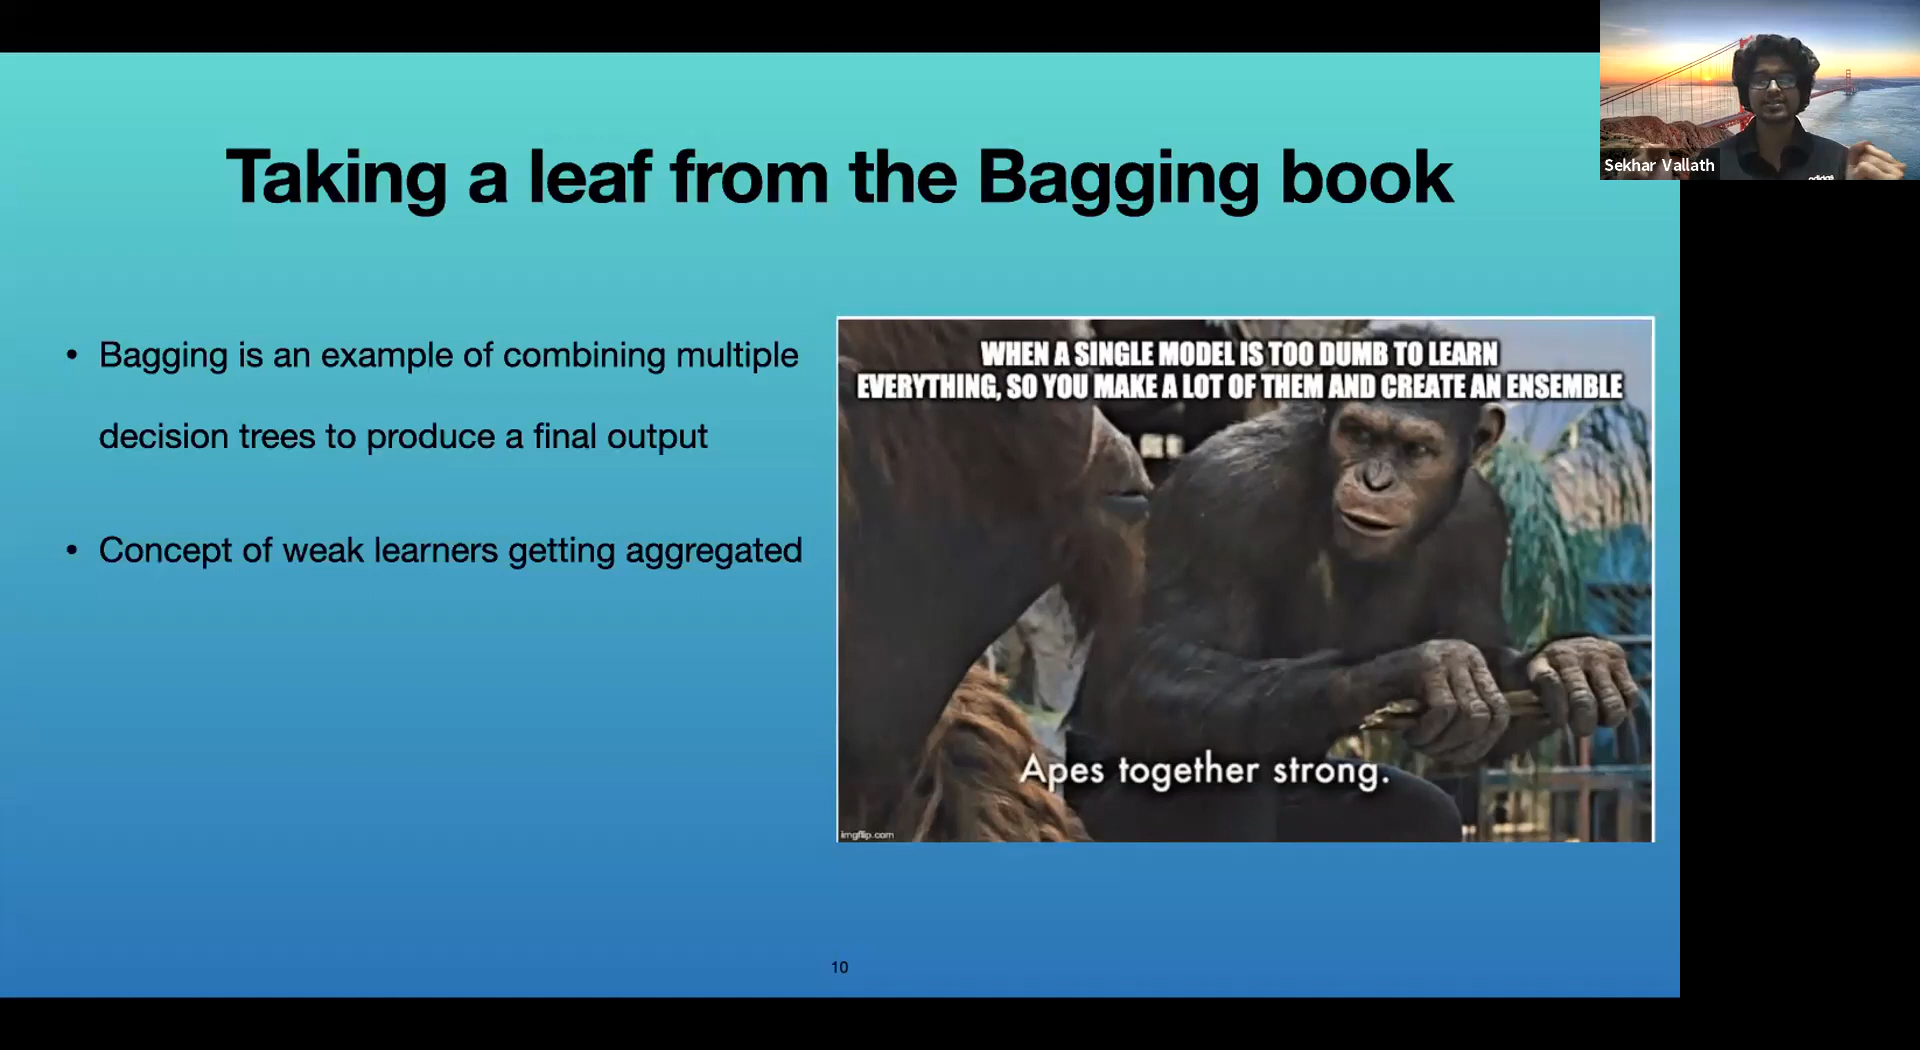 Taking a leaf from the Bagging book
Sekhar Vallath
• Bagging is an example of combining multiple
decision trees to produce a final output
• Concept of weak learners getting aggregated
WHEN A SINGLE MODEL IS TOO DUMB TO LEARN
EVERYTHING, SO YOU MAKE A LOT OF THEM AND CREATE AN ENSEMBLE
Apes together strong.
imgflip.com
10